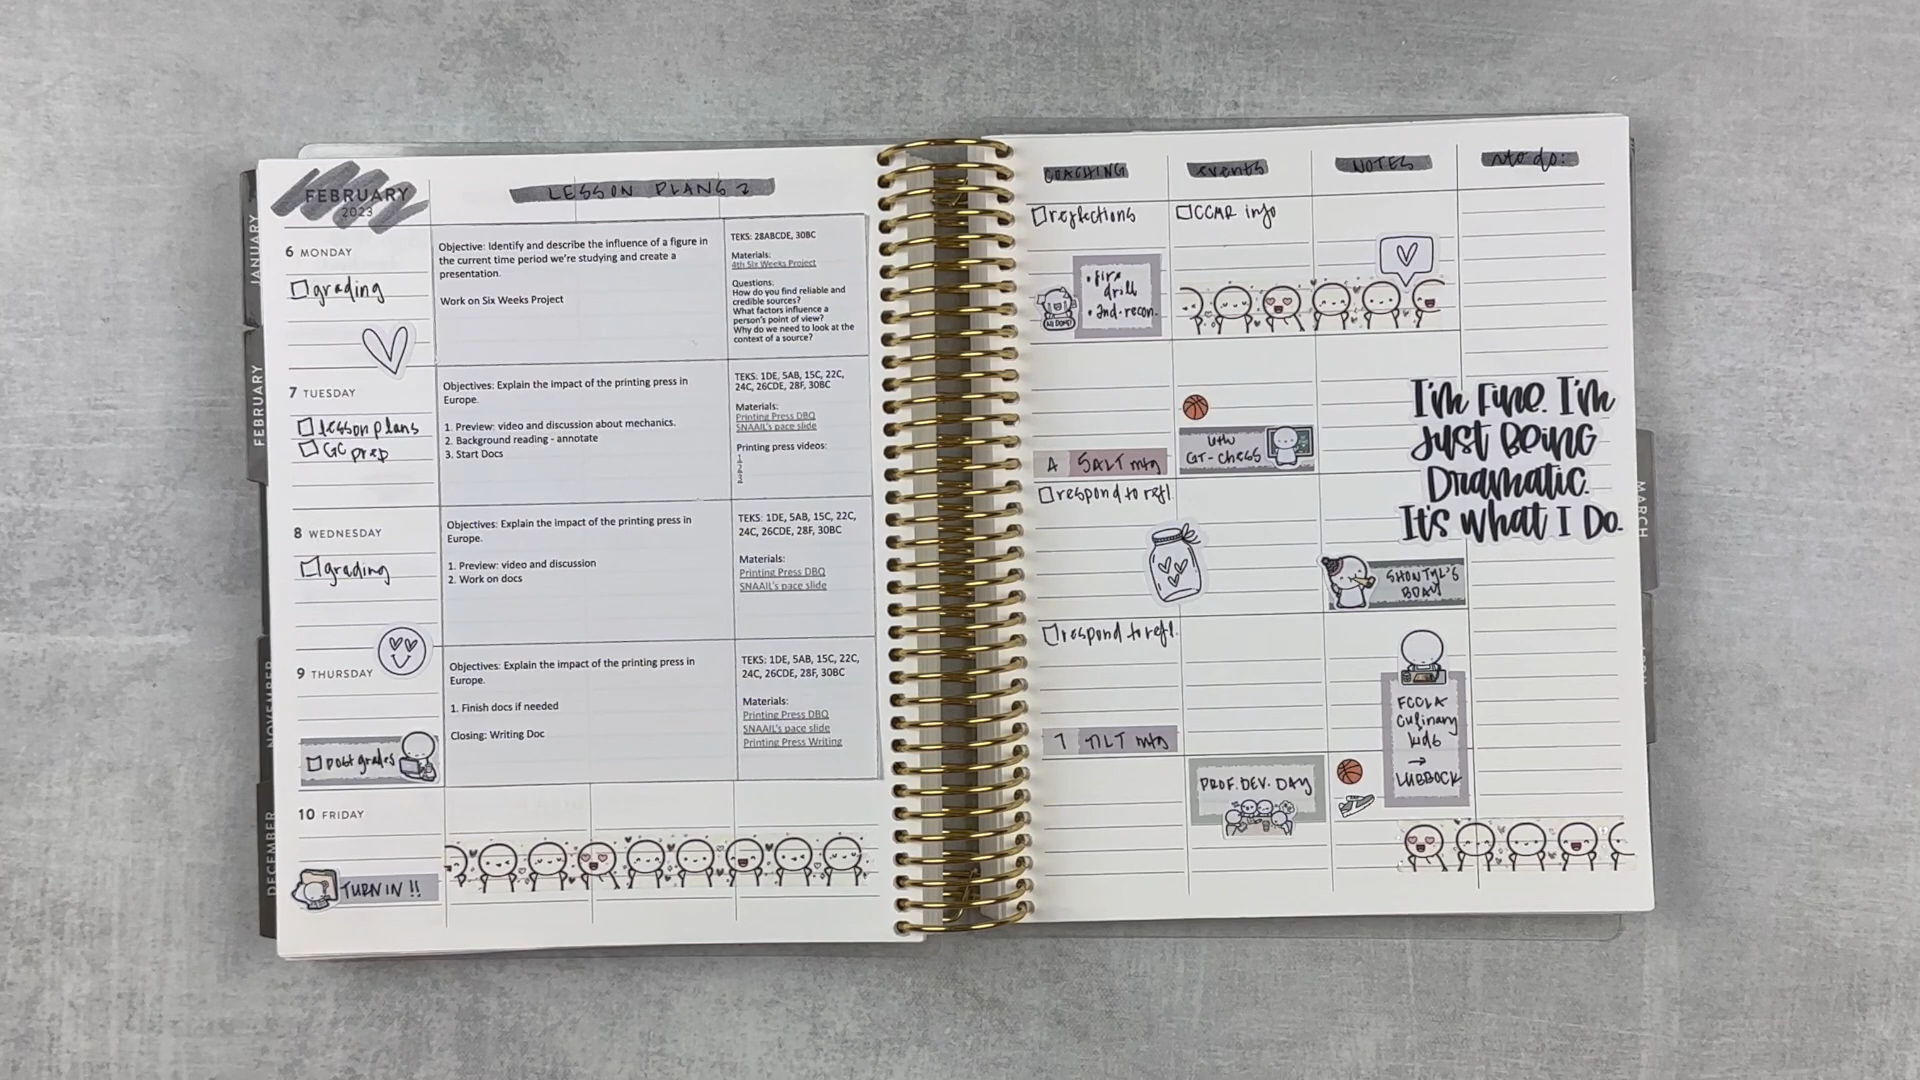 FEBRUARY
2023
LESSON PLANS
6 MONDAY
grading
Objective: Identify and describe the influence of a figure in
the current time period we're studying and create a
presentation.
Work on Six Weeks Project
TEKS: 28ABCDE, 30BC
Materials:
4th Six Weeks Project
Questions:
How do you find reliable and
credible sources?
What factors influence a
person's point of view?
Why do we need to look at the
context of a source?
7 TUESDAY
lesson plans
GC prep
Objectives: Explain the impact of the printing press in
Europe.
1. Preview: video and discussion about mechanics.
2. Background reading - annotate
3. Start Docs
TEKS: 1DE, 5AB, 15C, 22C,
24C, 26CDE, 28F, 30BC
Materials:
Printing Press DBQ
SNAAIL's pace slide
Printing press videos:
1
2
3
8 WEDNESDAY
grading
Objectives: Explain the impact of the printing press in
Europe.
1. Preview: video and discussion
2. Work on docs
TEKS: 1DE, 5AB, 15C, 22C,
24C, 26CDE, 28F, 30BC
Materials:
Printing Press DBQ
SNAAIL's pace slide
9 THURSDAY
post grades
Objectives: Explain the impact of the printing press in
Europe.
1. Finish docs if needed
Closing: Writing Doc
TEKS: 1DE, 5AB, 15C, 22C,
24C, 26CDE, 28F, 30BC
Materials:
Printing Press DBQ
SNAAIL's pace slide
Printing Press Writing
10 FRIDAY
TURN IN !!
JANUARY
FEBRUARY
NOVEMBER
DECEMBER
COACHING
events
NOTES
to do:
reflections
CCMR info
• fire
drill
• 2nd-recon.
A SALT mtg
GT-chess
I'm Fine. I'm
Just Being
Dramatic.
It's What I Do.
respond to refl.
SHONTYL'S
BDAY
respond to refl.
7 TILT mtg
FCCLA
Culinary
kids
→
LUBBOCK
PROF. DEV. DAY
MARCH